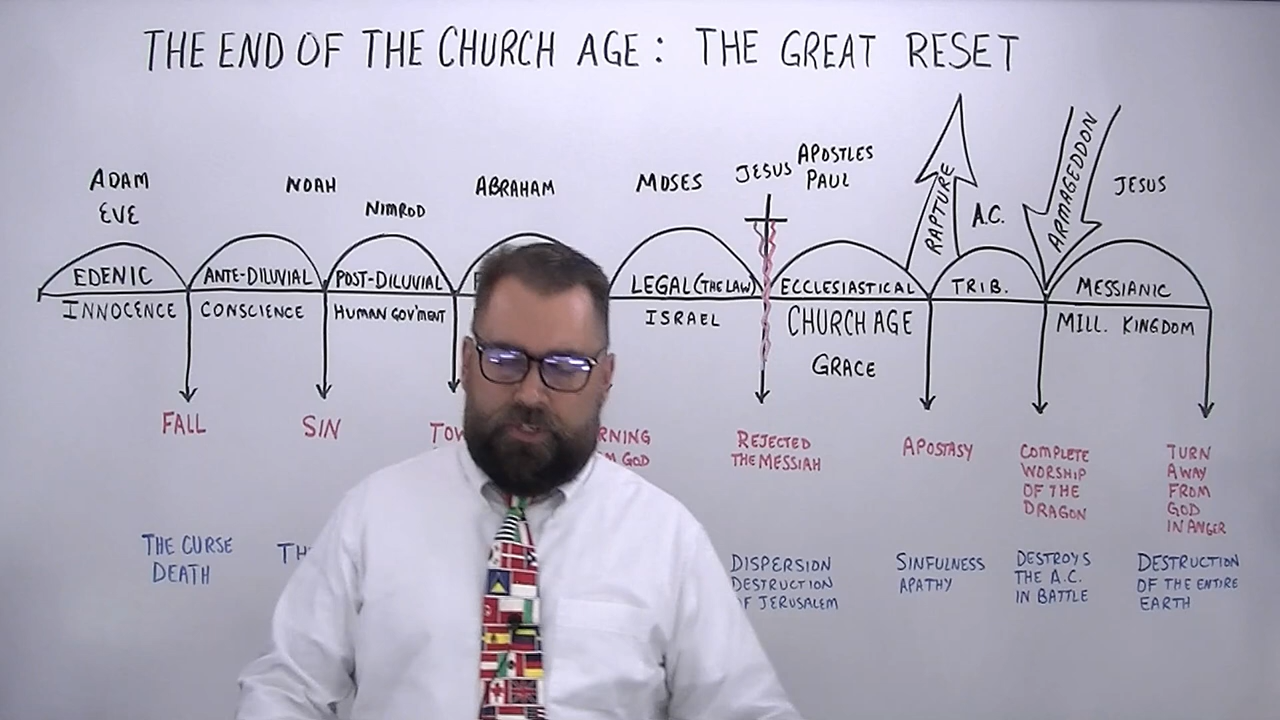 THE END OF THE CHURCH AGE: THE GREAT RESET
ADAM
EVE
NOAH
NIMROD
ABRAHAM
MOSES
JESUS
APOSTLES
PAUL
RAPTURE
A.C.
ARMAGEDDON
JESUS
EDENIC
ANTE-DILUVIAL
POST-DILUVIAL
LEGAL (THE LAW)
ECCLESIASTICAL
TRIB.
MESSIANIC
INNOCENCE
CONSCIENCE
HUMAN GOV'MENT
ISRAEL
CHURCH AGE
GRACE
MILL. KINGDOM
FALL
SIN
REJECTED
THE MESSIAH
APOSTASY
COMPLETE
WORSHIP
OF THE
DRAGON
TURN
AWAY
FROM
GOD
IN ANGER
THE CURSE
DEATH
DISPERSION
DESTRUCTION
OF JERUSALEM
SINFULNESS
APATHY
DESTROYS
THE A.C.
IN BATTLE
DESTRUCTION
OF THE ENTIRE
EARTH